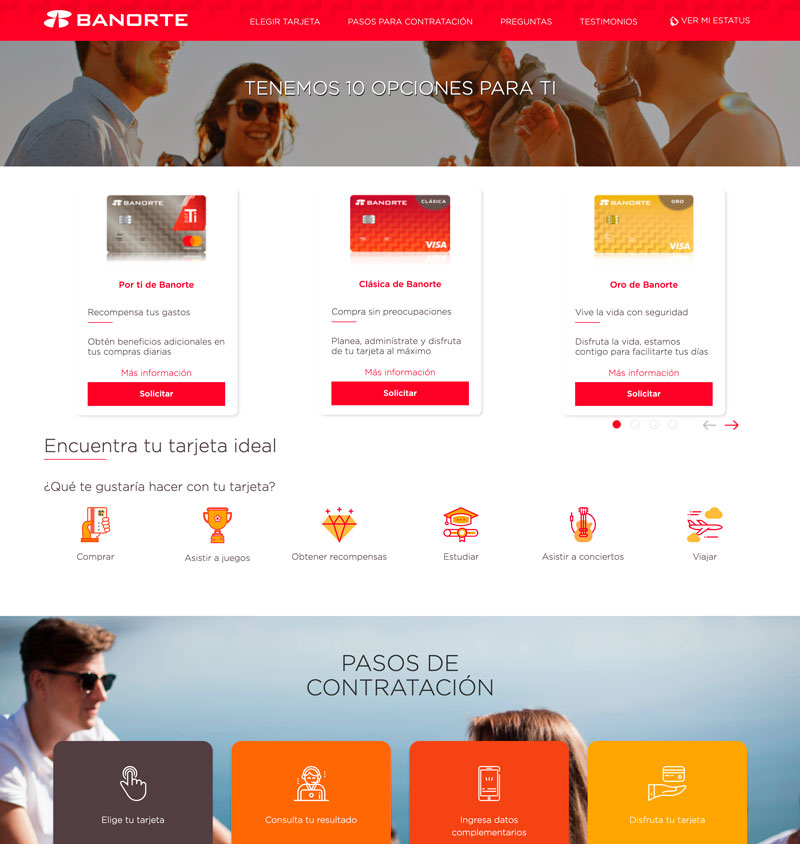 BANORTE
ELEGIR TARJETA
PASOS PARA CONTRATACIÓN
PREGUNTAS
TESTIMONIOS
VER MI ESTATUS
TENEMOS 10 OPCIONES PARA TI
BANORTE
Ti
BANORTE
CLÁSICA
VISA
BANORTE
ORO
VISA
Por ti de Banorte
Recompensa tus gastos
Obtén beneficios adicionales en
tus compras diarias
Más información
Solicitar
Clásica de Banorte
Compra sin preocupaciones
Planea, adminístrate y disfruta
de tu tarjeta al máximo
Más información
Solicitar
Oro de Banorte
Vive la vida con seguridad
Disfruta la vida, estamos
contigo para facilitarte tus días
Más información
Solicitar
Encuentra tu tarjeta ideal
¿Qué te gustaría hacer con tu tarjeta?
Comprar
Asistir a juegos
Obtener recompensas
Estudiar
Asistir a conciertos
Viajar
PASOS DE
CONTRATACIÓN
Elige tu tarjeta
Consulta tu resultado
Ingresa datos
complementarios
Disfruta tu tarjeta